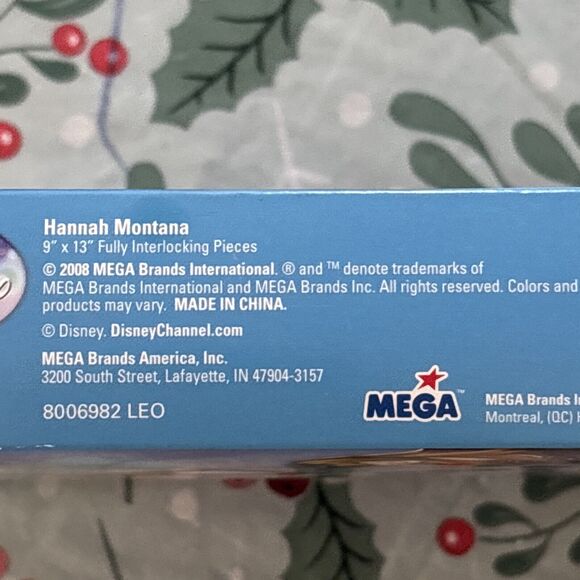 Hannah Montana
9" x 13" Fully Interlocking Pieces
© 2008 MEGA Brands International. ® and ™ denote trademarks of
MEGA Brands International and MEGA Brands Inc. All rights reserved. Colors and
products may vary. MADE IN CHINA.
© Disney. DisneyChannel.com
MEGA Brands America, Inc.
3200 South Street, Lafayette, IN 47904-3157
8006982 LEO
MEGA™
MEGA Brands
Montreal, (QC)